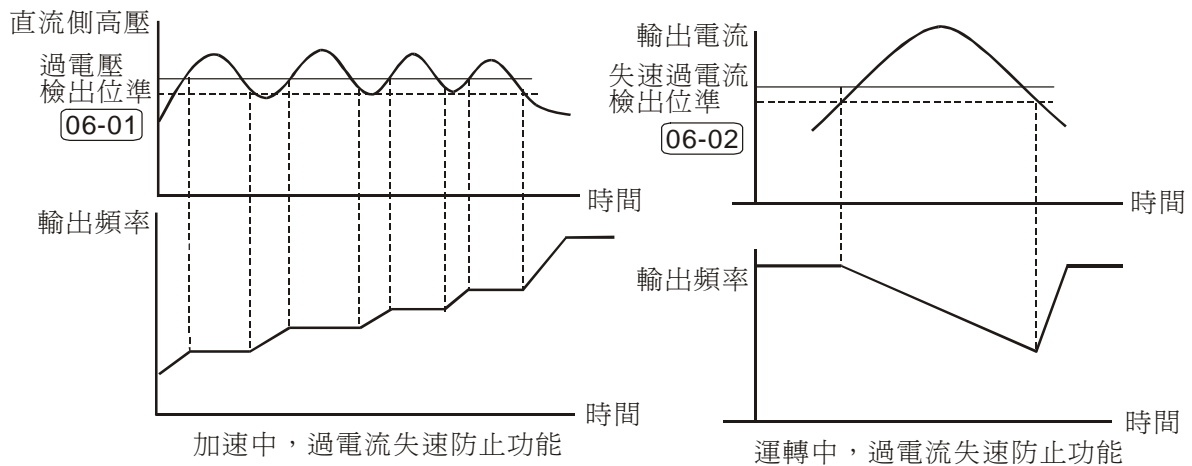 直流側高壓
過電壓
檢出位準
06-01
時間
輸出頻率
時間
加速中，過電流失速防止功能
輸出電流
失速過電流
檢出位準
06-02
時間
輸出頻率
時間
運轉中，過電流失速防止功能